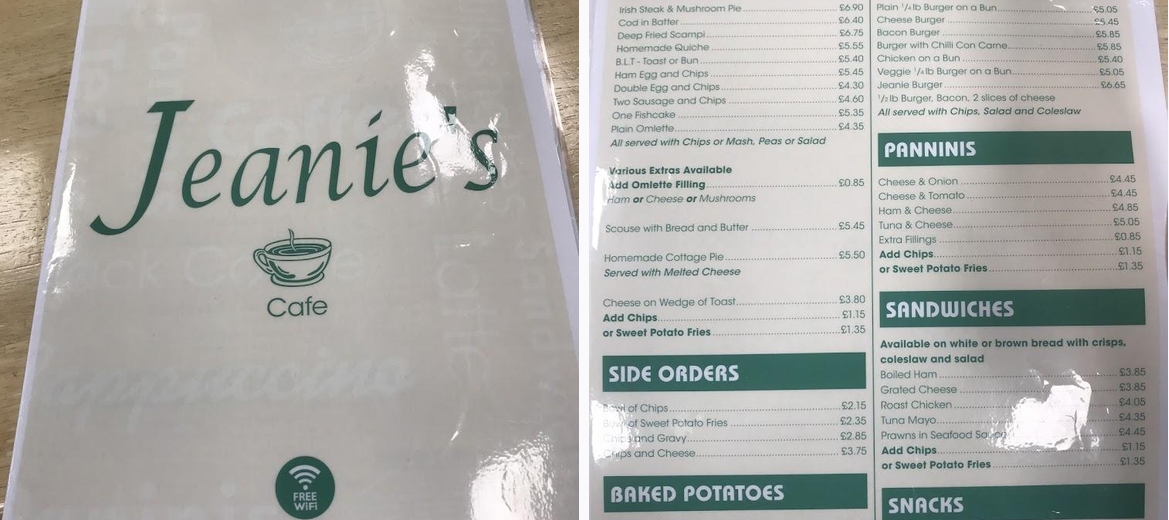 Jeanie's
Cafe
FREE
WiFi
Irish Steak & Mushroom Pie £6.90
Cod in Batter £6.40
Deep Fried Scampi £6.75
Homemade Quiche £5.55
B.L.T - Toast or Bun £5.40
Ham Egg and Chips £5.45
Double Egg and Chips £4.30
Two Sausage and Chips £4.60
One Fishcake £5.35
Plain Omlette £4.35
All served with Chips or Mash, Peas or Salad
Various Extras Available
Add Omlette Filling £0.85
Ham or Cheese or Mushrooms
Scouse with Bread and Butter £5.45
Homemade Cottage Pie £5.50
Served with Melted Cheese
Cheese on Wedge of Toast £3.80
Add Chips £1.15
or Sweet Potato Fries £1.35
SIDE ORDERS
Bowl of Chips £2.15
Bowl of Sweet Potato Fries £2.35
Chips and Gravy £2.85
Chips and Cheese £3.75
BAKED POTATOES
Plain 1/4lb Burger on a Bun £5.05
Cheese Burger £5.45
Bacon Burger £5.85
Burger with Chilli Con Carne £5.85
Chicken on a Bun £5.40
Veggie 1/4lb Burger on a Bun £5.05
Jeanie Burger £6.65
1/2lb Burger, Bacon, 2 slices of cheese
All served with Chips, Salad and Coleslaw
PANNINIS
Cheese & Onion £4.45
Cheese & Tomato £4.45
Ham & Cheese £4.85
Tuna & Cheese £5.05
Extra Fillings £0.85
Add Chips £1.15
or Sweet Potato Fries £1.35
SANDWICHES
Available on white or brown bread with crisps,
coleslaw and salad
Boiled Ham £3.85
Grated Cheese £3.85
Roast Chicken £4.05
Tuna Mayo £4.35
Prawns in Seafood Sauce £4.45
Add Chips £1.15
or Sweet Potato Fries £1.35
SNACKS